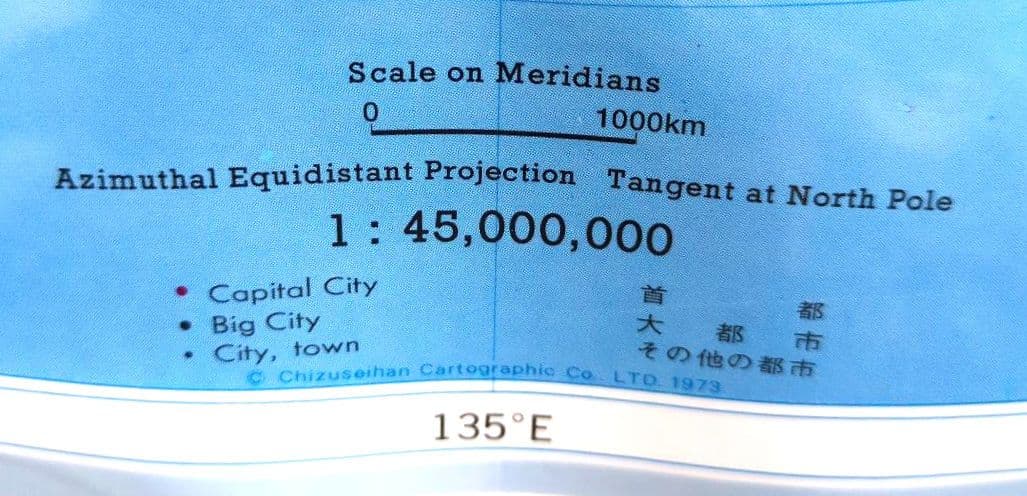 Scale on Meridians
0 1000km
Azimuthal Equidistant Projection Tangent at North Pole
1 : 45,000,000
• Capital City 首都
• Big City 大都市
• City, town その他の都市
© Chizuseihan Cartographic Co. LTD. 1973
135°E